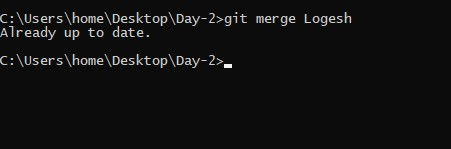 C:\Users\home\Desktop\Day-2>git merge Logesh
Already up to date.
C:\Users\home\Desktop\Day-2>